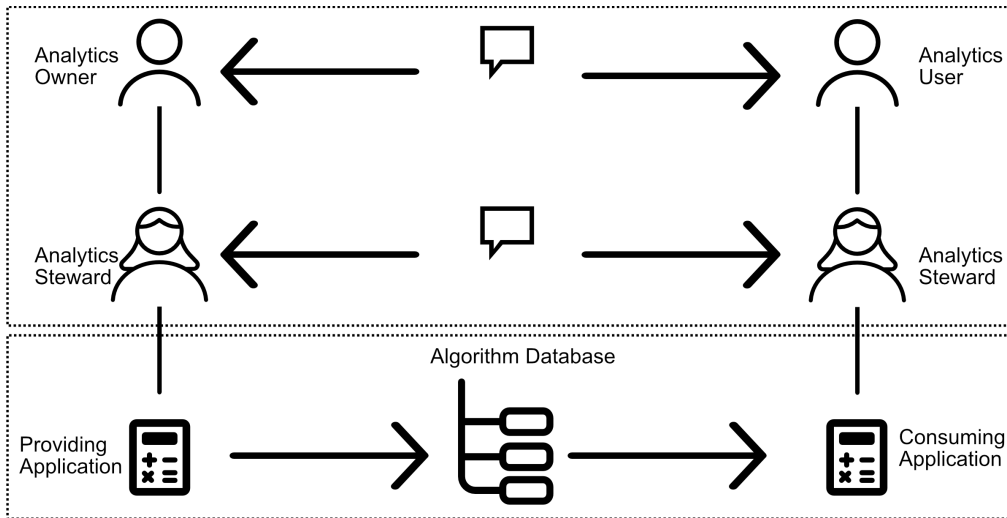 Analytics
Owner
Analytics
User
Analytics
Steward
Analytics
Steward
Algorithm Database
Providing
Application
Consuming
Application